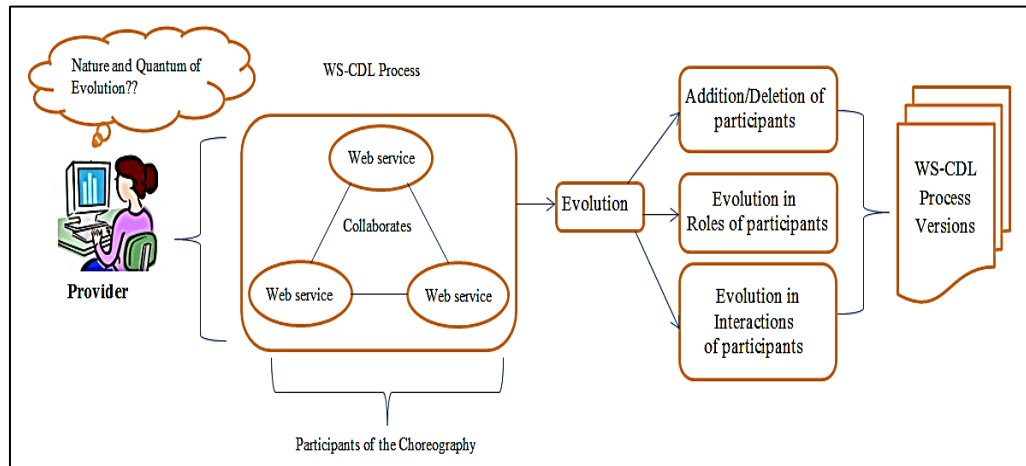 Nature and Quantum of
Evolution??
Provider
WS-CDL Process
Web service
Collaborates
Web service
Web service
Participants of the Choreography
Evolution
Addition/Deletion of
participants
Evolution in
Roles of participants
Evolution in
Interactions
of participants
WS-CDL
Process
Versions